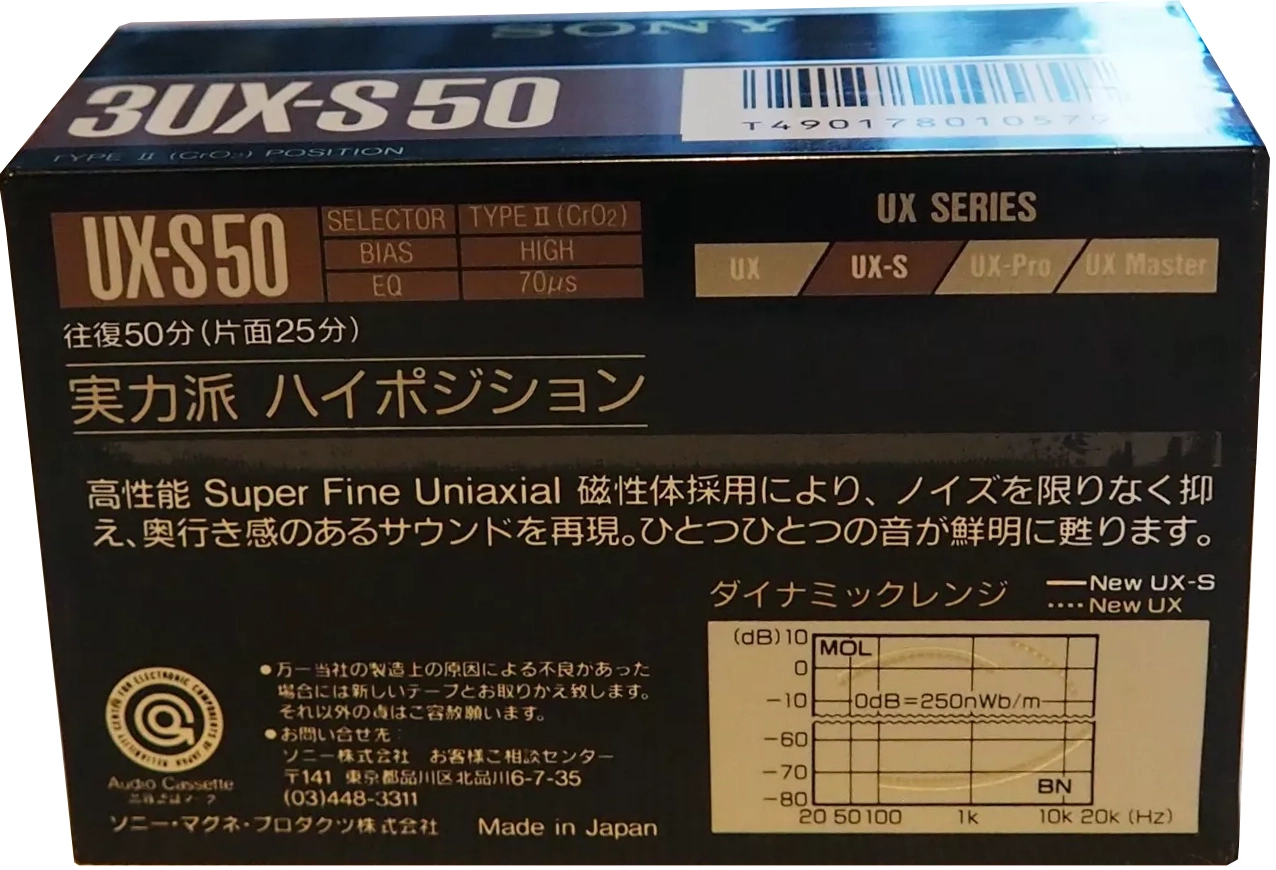 SONY
3UX-S 50
T490178010579
TYPE II (CrO₂) POSITION
UX-S 50
SELECTOR TYPE II (CrO₂)
BIAS HIGH
EQ 70μs
UX SERIES
UX UX-S UX-Pro UX Master
往復50分(片面25分)
実力派 ハイポジション
高性能 Super Fine Uniaxial 磁性体採用により、ノイズを限りなく抑
え、奥行き感のあるサウンドを再現。ひとつひとつの音が鮮明に甦ります。
ダイナミックレンジ
New UX-S
New UX
(dB) 10
MOL
0
-10
0dB=250nWb/m
-60
-70
BN
-80
20 50 100 1k 10k 20k (Hz)
●万一当社の製造上の原因による不良があった
場合には新しいテープとお取りかえ致します。
それ以外の責はご容赦願います。
●お問い合せ先:
ソニー株式会社 お客様ご相談センター
〒141 東京都品川区北品川6-7-35
(03)448-3311
RELIABILITY CENTER FOR ELECTRONIC COMPONENTS OF JAPAN
Audio Cassette
ソニー・マグネ・プロダクツ株式会社 Made in Japan